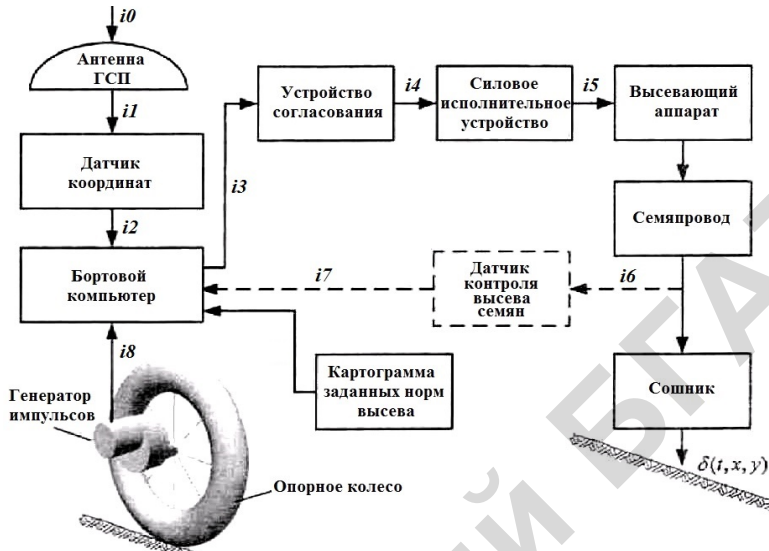 i0
Антенна
ГСП
i1
Датчик
координат
i2
Бортовой
компьютер
i3
Устройство
согласования
i4
Силовое
исполнительное
устройство
i5
Высевающий
аппарат
Семяпровод
i6
Датчик
контроля
высева
семян
i7
Картограмма
заданных норм
высева
Сошник
δ(t,x,y)
i8
Генератор
импульсов
Опорное колесо
Й БГАТ